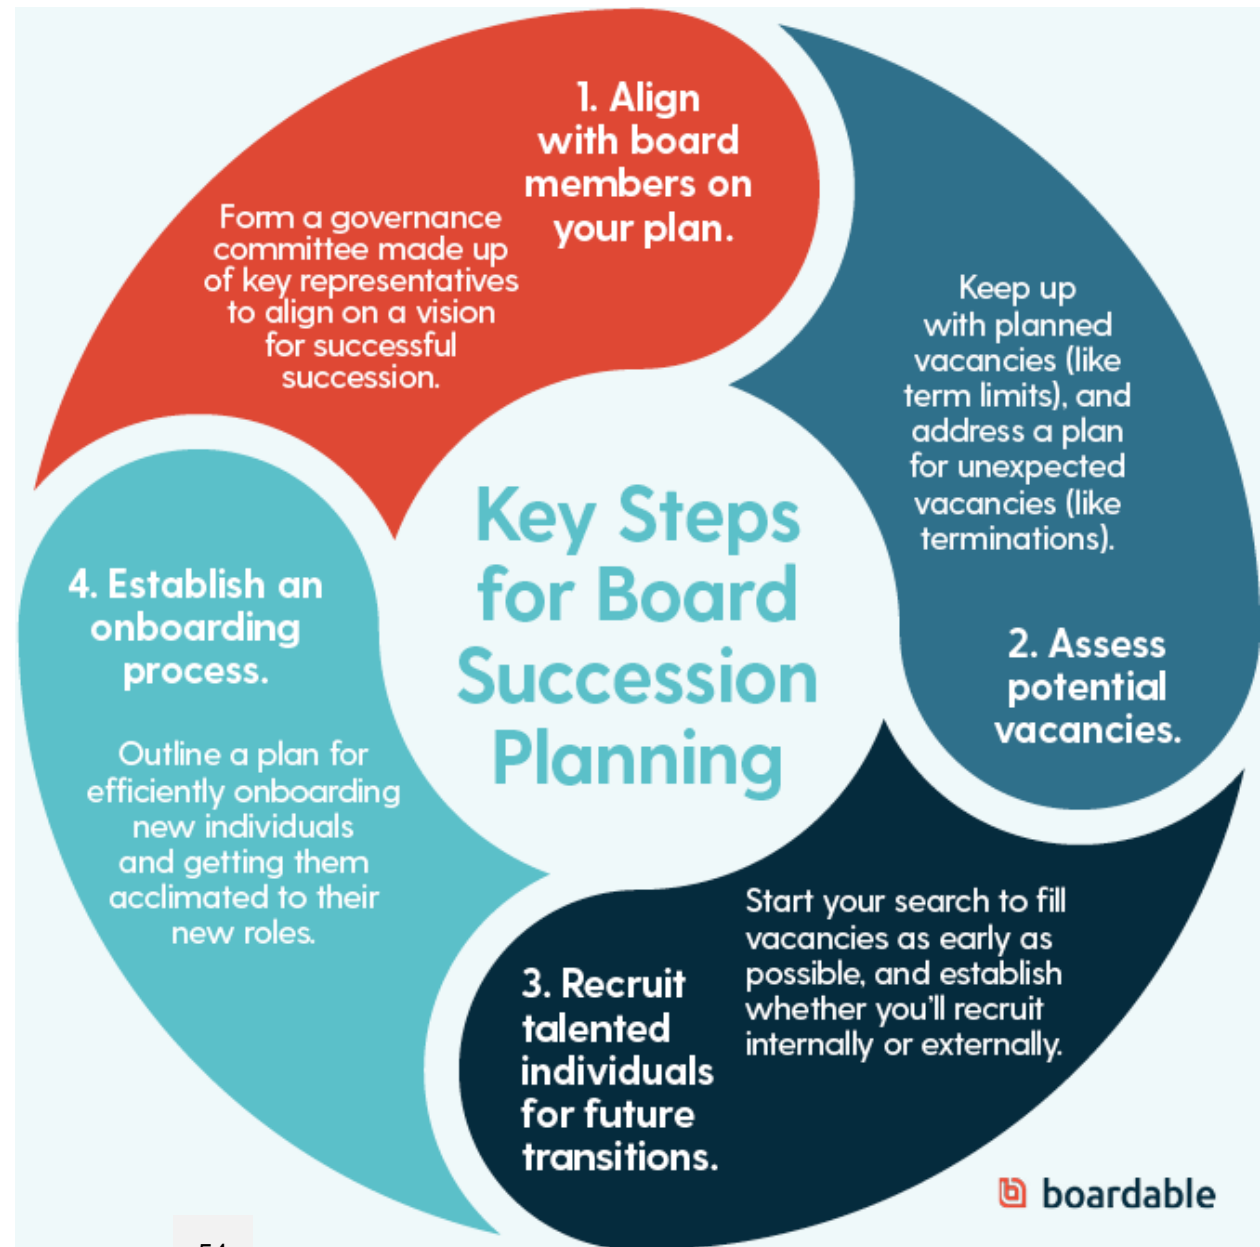 1. Align
with board
members on
your plan.
Form a governance
committee made up
of key representatives
to align on a vision
for successful
succession.
Keep up
with planned
vacancies (like
term limits), and
address a plan
for unexpected
vacancies (like
terminations).
2. Assess
potential
vacancies.
Key Steps
for Board
Succession
Planning
4. Establish an
onboarding
process.
Outline a plan for
efficiently onboarding
new individuals
and getting them
acclimated to their
new roles.
3. Recruit
talented
individuals
for future
transitions.
Start your search to fill
vacancies as early as
possible, and establish
whether you'll recruit
internally or externally.
boardable